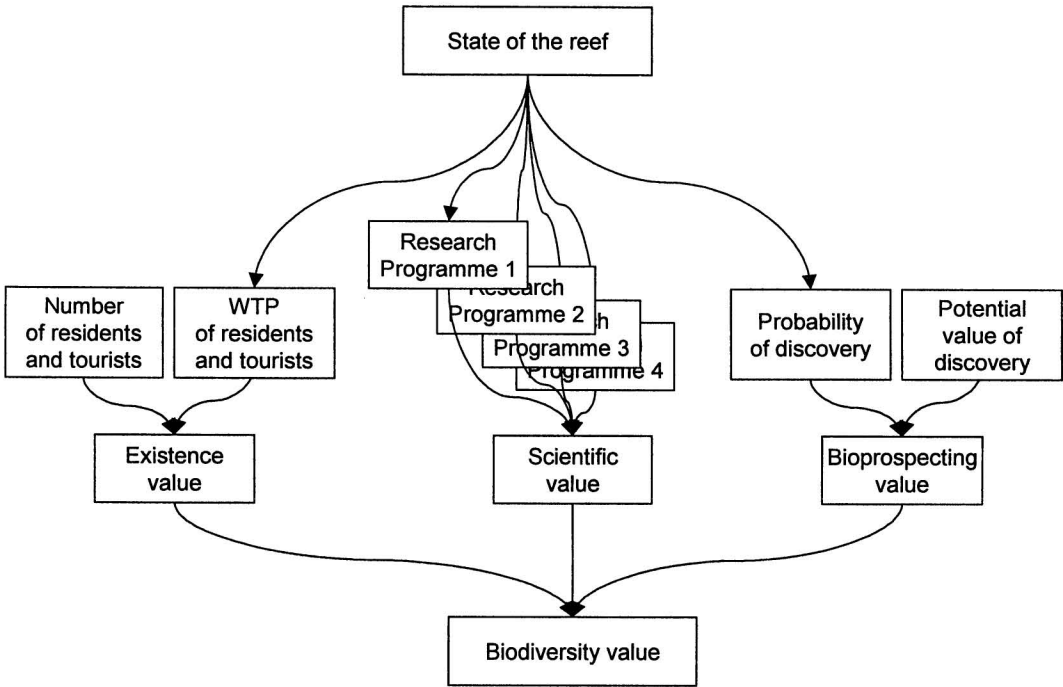 State of the reef
Research
Programme 1
Research
Programme 2
ch
Programme 3
Programme 4
Number
of residents
and tourists
WTP
of residents
and tourists
Probability
of discovery
Potential
value of
discovery
Existence
value
Scientific
value
Bioprospecting
value
Biodiversity value